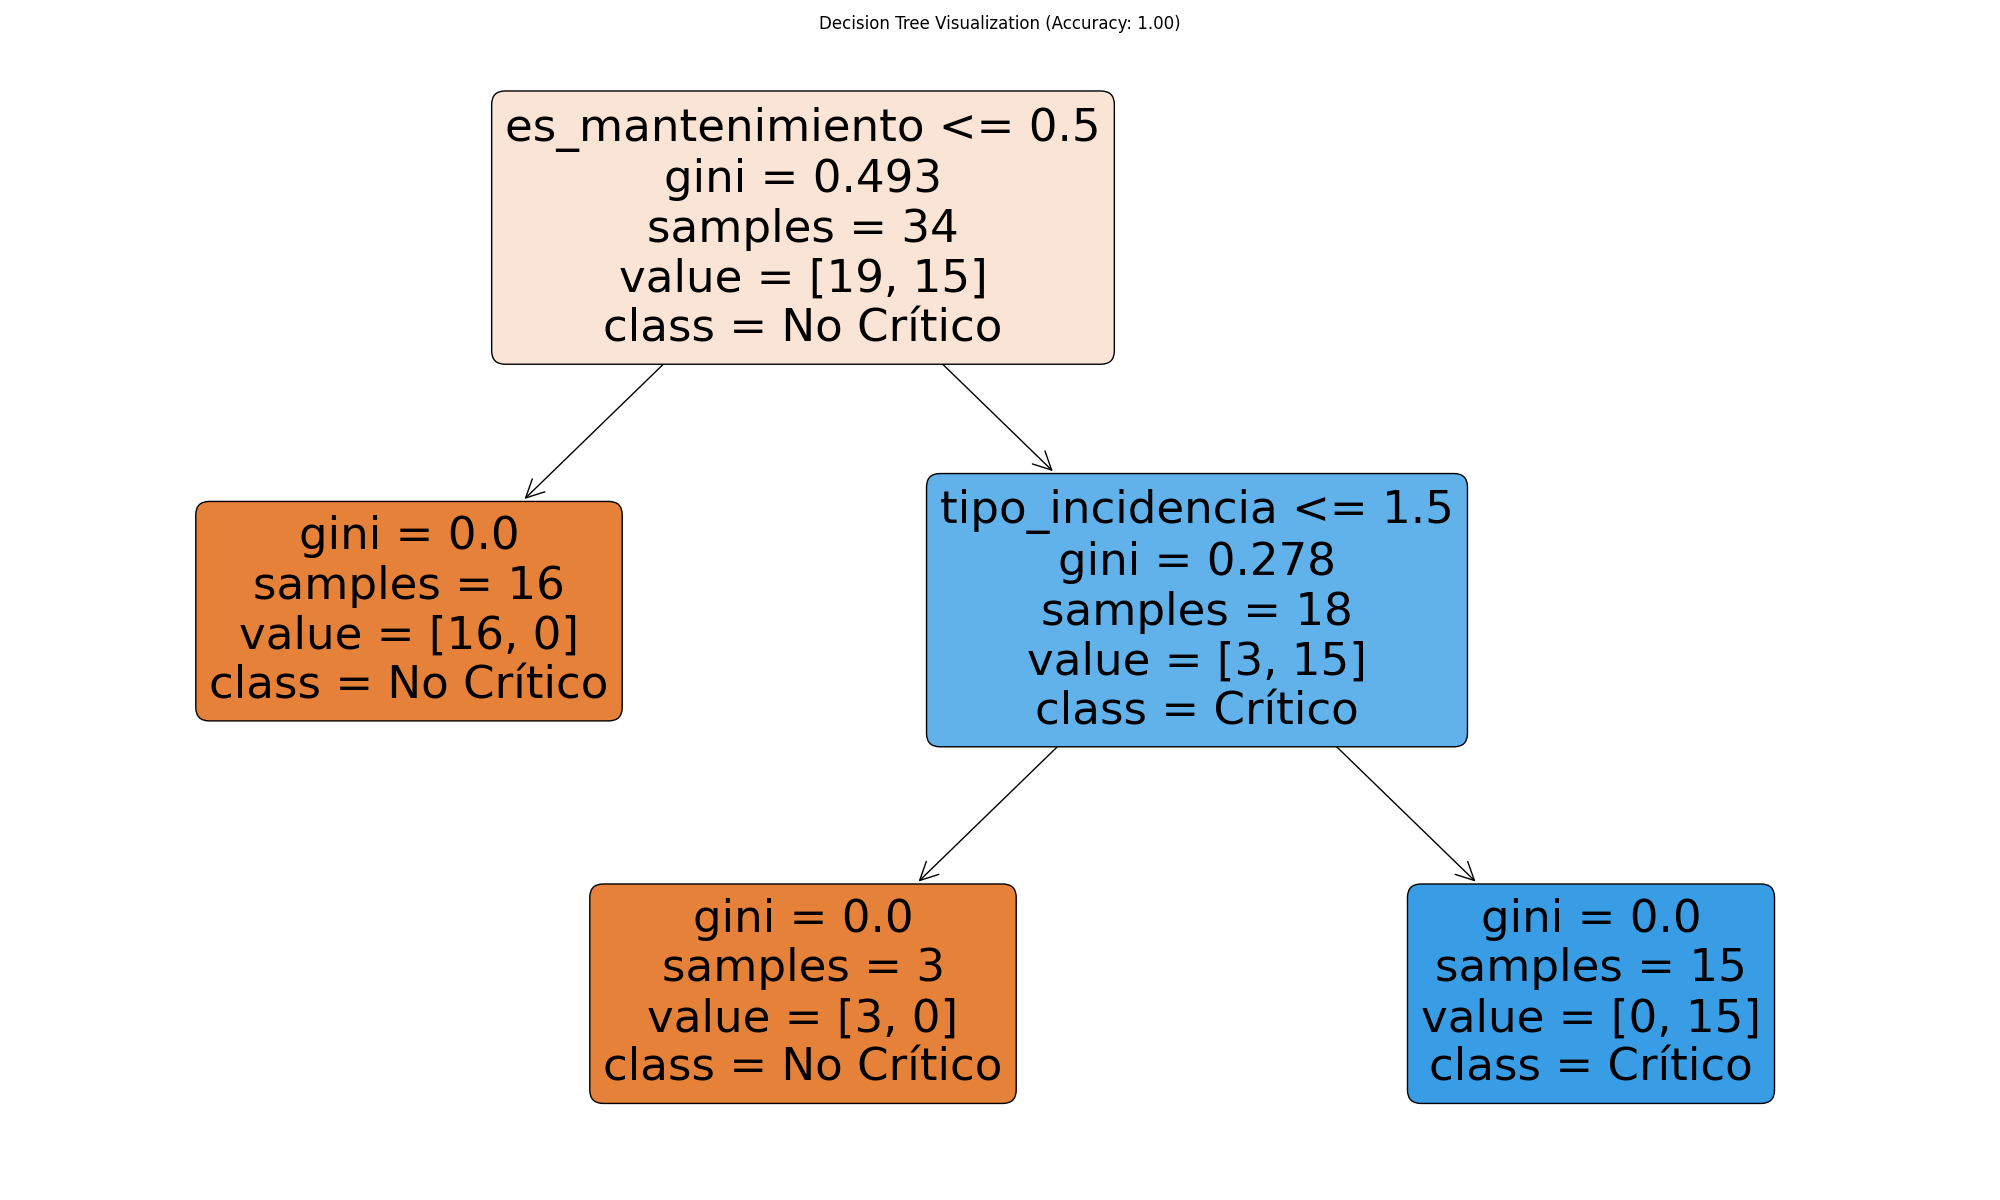 Decision Tree Visualization (Accuracy: 1.00)
es_mantenimiento <= 0.5
gini = 0.493
samples = 34
value = [19, 15]
class = No Crítico
gini = 0.0
samples = 16
value = [16, 0]
class = No Crítico
tipo_incidencia <= 1.5
gini = 0.278
samples = 18
value = [3, 15]
class = Crítico
gini = 0.0
samples = 3
value = [3, 0]
class = No Crítico
gini = 0.0
samples = 15
value = [0, 15]
class = Crítico